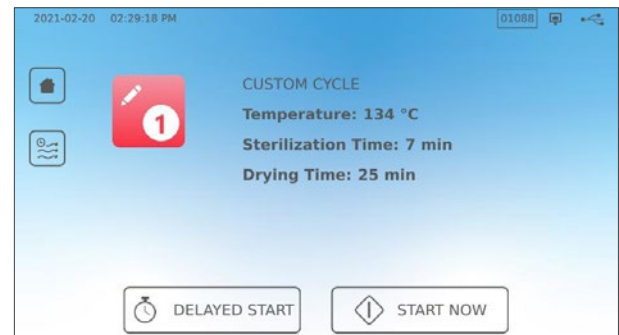 2021-02-20 02:29:18 PM 01088
CUSTOM CYCLE
1
Temperature: 134 °C
Sterilization Time: 7 min
Drying Time: 25 min
DELAYED START START NOW